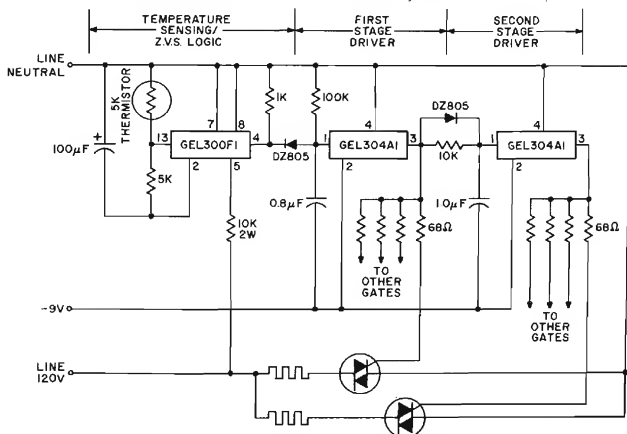 TEMPERATURE
SENSING/
Z.V.S. LOGIC
FIRST
STAGE
DRIVER
SECOND
STAGE
DRIVER
LINE
NEUTRAL
5K
THERMISTOR
+
100µF
5K
13
7
8
GEL300F1
4
2
5
10K
2W
1K
DZ805
100K
0.8µF
1
4
GEL304A1
3
2
DZ805
10K
1.0µF
1
4
GEL304A1
3
2
68Ω
TO
OTHER
GATES
68Ω
TO
OTHER
GATES
-9V
LINE
120V